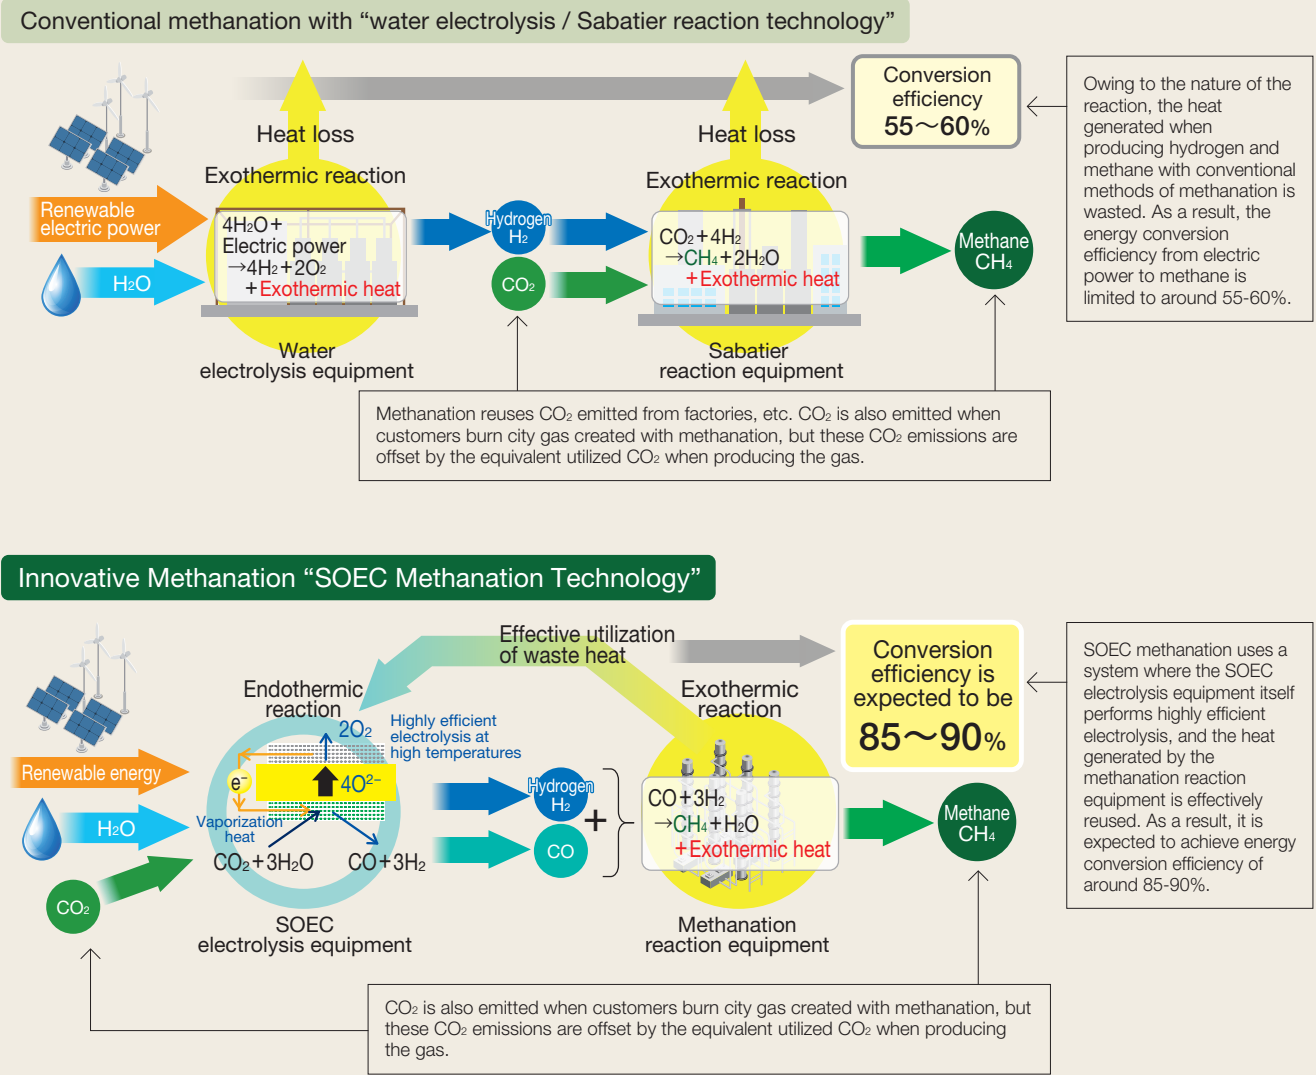 Conventional methanation with “water electrolysis / Sabatier reaction technology”
Conversion
efficiency
55～60%
Owing to the nature of the
reaction, the heat
generated when
producing hydrogen and
methane with conventional
methods of methanation is
wasted. As a result, the
energy conversion
efficiency from electric
power to methane is
limited to around 55-60%.
Heat loss
Heat loss
Exothermic reaction
Exothermic reaction
Renewable
electric power
H₂O
4H₂O+
Electric power
→4H₂+2O₂
+Exothermic heat
Hydrogen
H₂
CO₂
CO₂+4H₂
→CH₄+2H₂O
+Exothermic heat
Methane
CH₄
Water
electrolysis equipment
Sabatier
reaction equipment
Methanation reuses CO₂ emitted from factories, etc. CO₂ is also emitted when
customers burn city gas created with methanation, but these CO₂ emissions are
offset by the equivalent utilized CO₂ when producing the gas.
Innovative Methanation “SOEC Methanation Technology”
Effective utilization
of waste heat
Conversion
efficiency is
expected to be
85～90%
SOEC methanation uses a
system where the SOEC
electrolysis equipment itself
performs highly efficient
electrolysis, and the heat
generated by the
methanation reaction
equipment is effectively
reused. As a result, it is
expected to achieve energy
conversion efficiency of
around 85-90%.
Endothermic
reaction
Exothermic
reaction
2O₂
Highly efficient
electrolysis at
high temperatures
Renewable energy
e⁻
4O²⁻
H₂O
Vaporization
heat
CO₂+3H₂O
CO+3H₂
CO₂
Hydrogen
H₂
+
CO
CO+3H₂
→CH₄+H₂O
+Exothermic heat
Methane
CH₄
SOEC
electrolysis equipment
Methanation
reaction equipment
CO₂ is also emitted when customers burn city gas created with methanation, but
these CO₂ emissions are offset by the equivalent utilized CO₂ when producing
the gas.